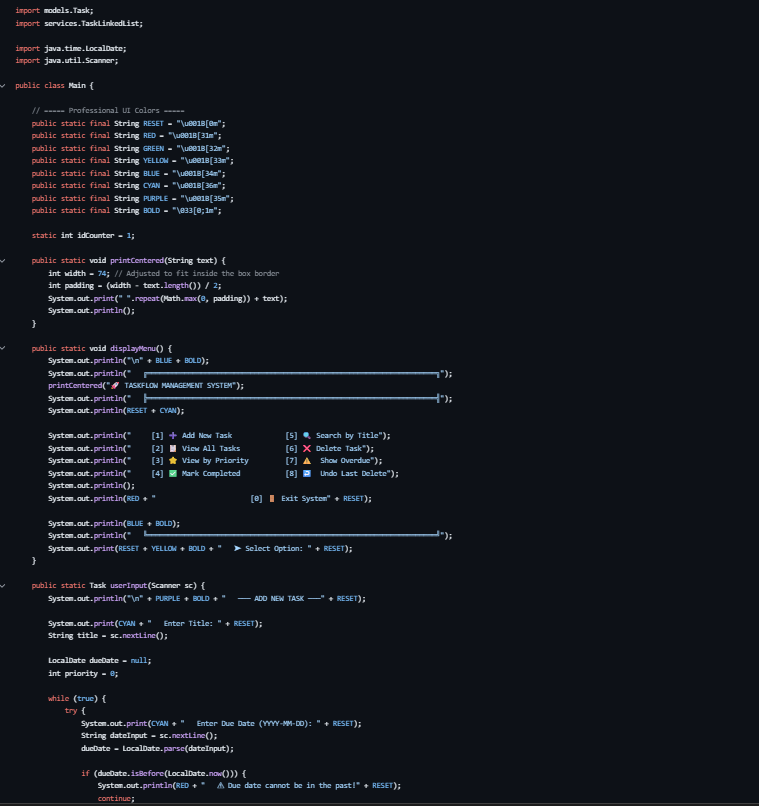 import models.Task;
import services.TaskLinkedList;
import java.time.LocalDate;
import java.util.Scanner;
public class Main {
// ===== Professional UI Colors =====
public static final String RESET = "\u001B[0m";
public static final String RED = "\u001B[31m";
public static final String GREEN = "\u001B[32m";
public static final String YELLOW = "\u001B[33m";
public static final String BLUE = "\u001B[34m";
public static final String CYAN = "\u001B[36m";
public static final String PURPLE = "\u001B[35m";
public static final String BOLD = "\033[0;1m";
static int idCounter = 1;
public static void printCentered(String text) {
int width = 74; // Adjusted to fit inside the box border
int padding = (width - text.length()) / 2;
System.out.print(" ".repeat(Math.max(0, padding)) + text);
System.out.println();
}
public static void displayMenu() {
System.out.println("\n" + BLUE + BOLD);
System.out.println("   ╔══════════════════════════════════════════════════════════════════════╗");
printCentered("🚀 TASKFLOW MANAGEMENT SYSTEM");
System.out.println("   ╠══════════════════════════════════════════════════════════════════════╣");
System.out.println(RESET + CYAN);
System.out.println("     [1] ➕ Add New Task             [5] 🔍 Search by Title");
System.out.println("     [2] 📋 View All Tasks           [6] ❌ Delete Task");
System.out.println("     [3] ⭐ View by Priority         [7] ⚠️  Show Overdue");
System.out.println("     [4] ✅ Mark Completed           [8] 🔄  Undo Last Delete");
System.out.println();
System.out.println(RED + "                       [0] 🚪 Exit System" + RESET);
System.out.println(BLUE + BOLD);
System.out.println("   ╚══════════════════════════════════════════════════════════════════════╝");
System.out.print(RESET + YELLOW + BOLD + "   ➤ Select Option: " + RESET);
}
public static Task userInput(Scanner sc) {
System.out.println("\n" + PURPLE + BOLD + "   ─── ADD NEW TASK ───" + RESET);
System.out.print(CYAN + "   Enter Title: " + RESET);
String title = sc.nextLine();
LocalDate dueDate = null;
int priority = 0;
while (true) {
try {
System.out.print(CYAN + "   Enter Due Date (YYYY-MM-DD): " + RESET);
String dateInput = sc.nextLine();
dueDate = LocalDate.parse(dateInput);
if (dueDate.isBefore(LocalDate.now())) {
System.out.println(RED + "   ⚠ Due date cannot be in the past!" + RESET);
continue;